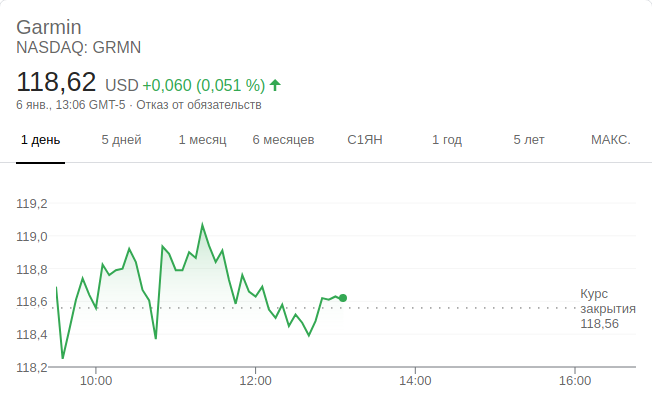 Garmin
NASDAQ: GRMN
118,62 USD +0,060 (0,051 %)
6 янв., 13:06 GMT-5 · Отказ от обязательств
1 день 5 дней 1 месяц 6 месяцев С1ЯН 1 год 5 лет МАКС.
119,2
119,0
118,8
118,6
118,4
118,2
Курс
закрытия
118,56
10:00 12:00 14:00 16:00